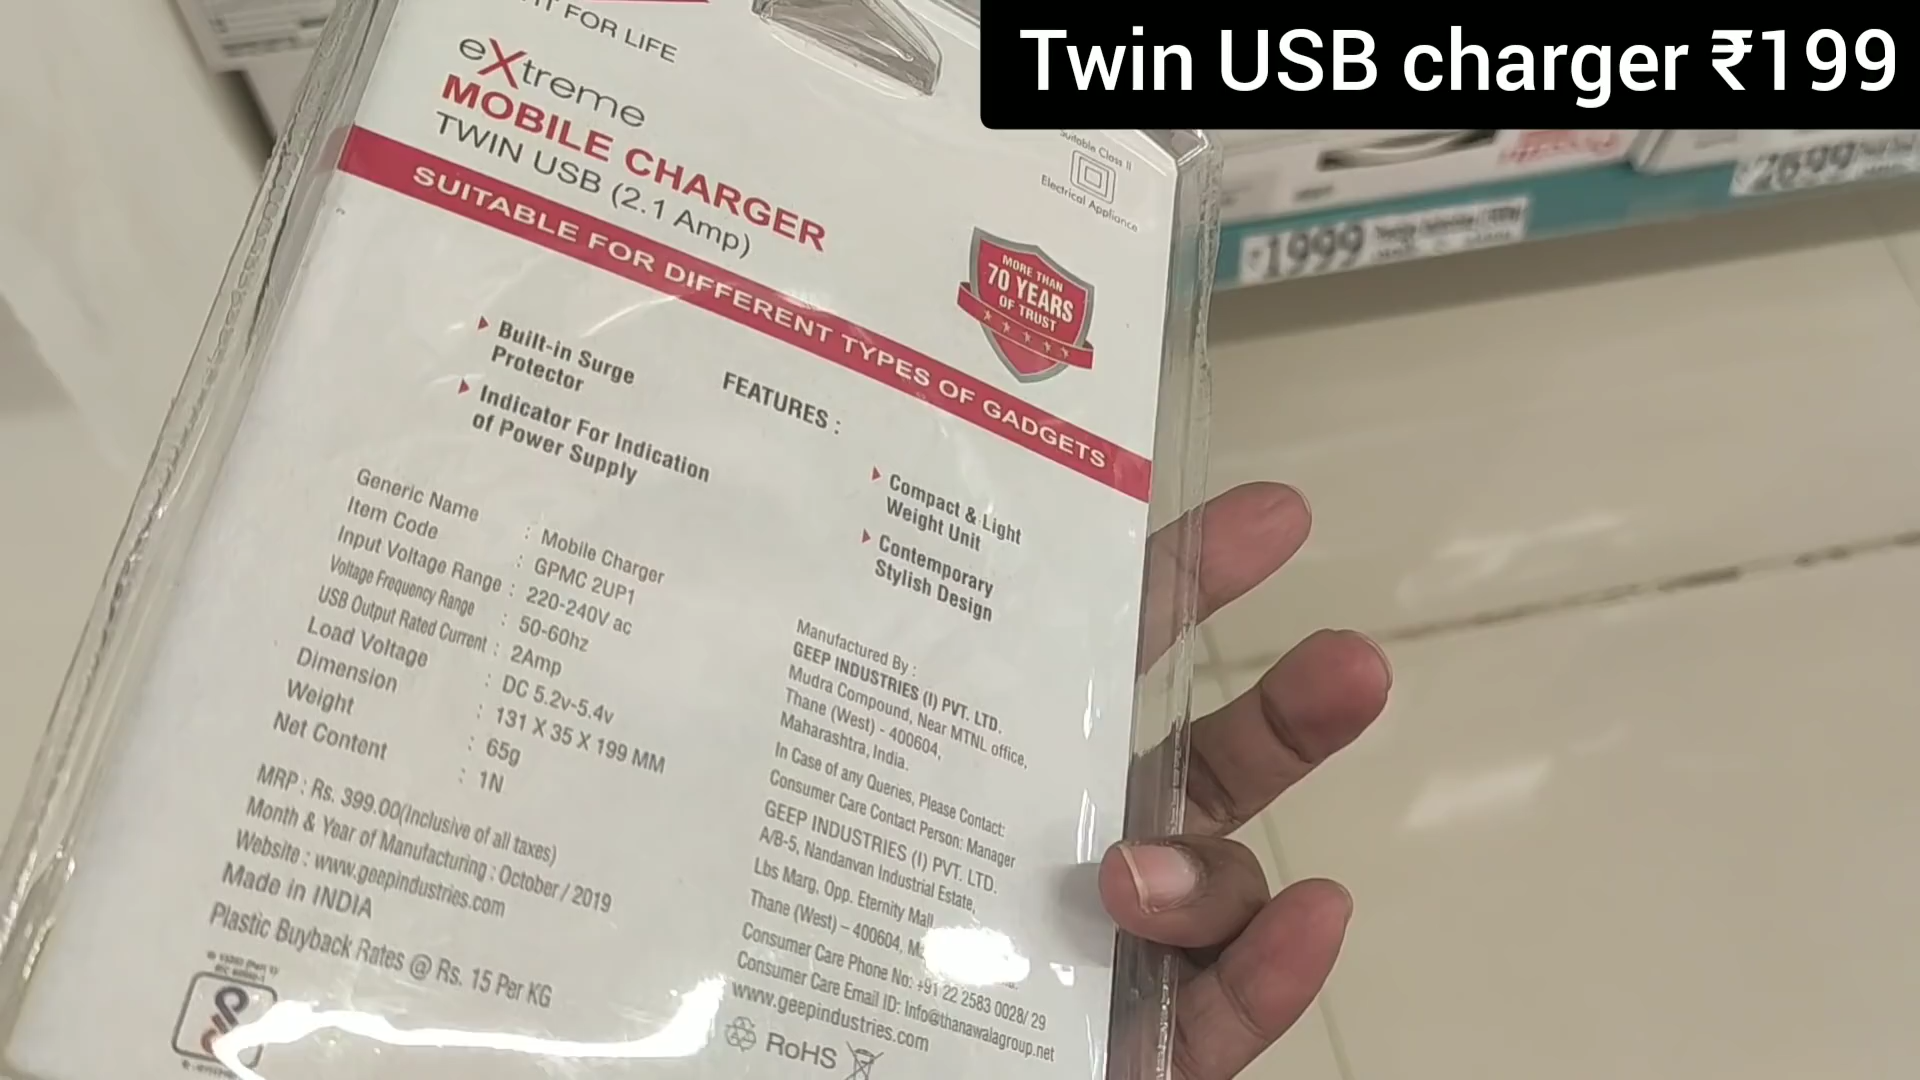 Twin USB charger ₹199
FOR LIFE
eXtreme
MOBILE CHARGER
TWIN USB (2.1 Amp)
Suitable Class II
Electrical Appliance
SUITABLE FOR DIFFERENT TYPES OF GADGETS
MORE THAN
70 YEARS
OF TRUST
₹1999
2699
FEATURES :
Built-in Surge
Protector
Indicator For Indication
of Power Supply
Compact & Light
Weight Unit
Contemporary
Stylish Design
Generic Name : Mobile Charger
Item Code : GPMC 2UP1
Input Voltage Range : 220-240V ac
Voltage Frequency Range : 50-60hz
USB Output Rated Current : 2Amp
Load Voltage : DC 5.2v-5.4v
Dimension : 131 X 35 X 199 MM
Weight : 65g
Net Content : 1N
MRP : Rs. 399.00(Inclusive of all taxes)
Month & Year of Manufacturing : October / 2019
Website : www.geepindustries.com
Made in INDIA
Plastic Buyback Rates @ Rs. 15 Per KG
Manufactured By :
GEEP INDUSTRIES (I) PVT. LTD.
Mudra Compound, Near MTNL office,
Thane (West) - 400604,
Maharashtra, India.
In Case of any Queries, Please Contact:
Consumer Care Contact Person: Manager
GEEP INDUSTRIES (I) PVT. LTD.
A/B-5, Nandanvan Industrial Estate,
Lbs Marg, Opp. Eternity Mall
Thane (West) – 400604,
Consumer Care Phone No: +91 22 2583 0028/ 29
Consumer Care Email ID: Info@thanawalagroup.net
www.geepindustries.com
RoHS